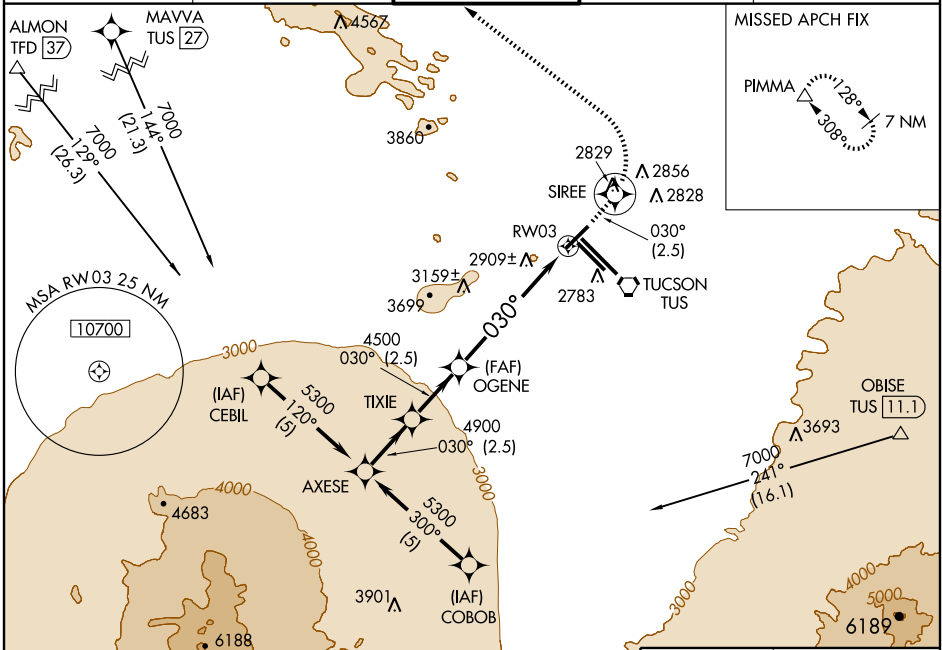 ALMON
TFD 37
MAVVA
TUS 27
4567
MISSED APCH FIX
PIMMA
128°
308°
7 NM
7000
129°
(26.3)
7000
144°
(21.3)
3860
2829
2856
SIREE
2828
RW03
030°
(2.5)
2909±
3159±
3699
2783
TUCSON
TUS
MSA RW03 25 NM
10700
3000
4500
030° (2.5)
030°
(FAF)
OGENE
(IAF)
CEBIL
5300
120°
(5)
TIXIE
4900
030° (2.5)
OBISE
TUS 11.1
3693
7000
241°
(16.1)
AXESE
3000
4000
4683
5300
300°
(5)
4000
3901
(IAF)
COBOB
3000
4000
5000
6189
6188